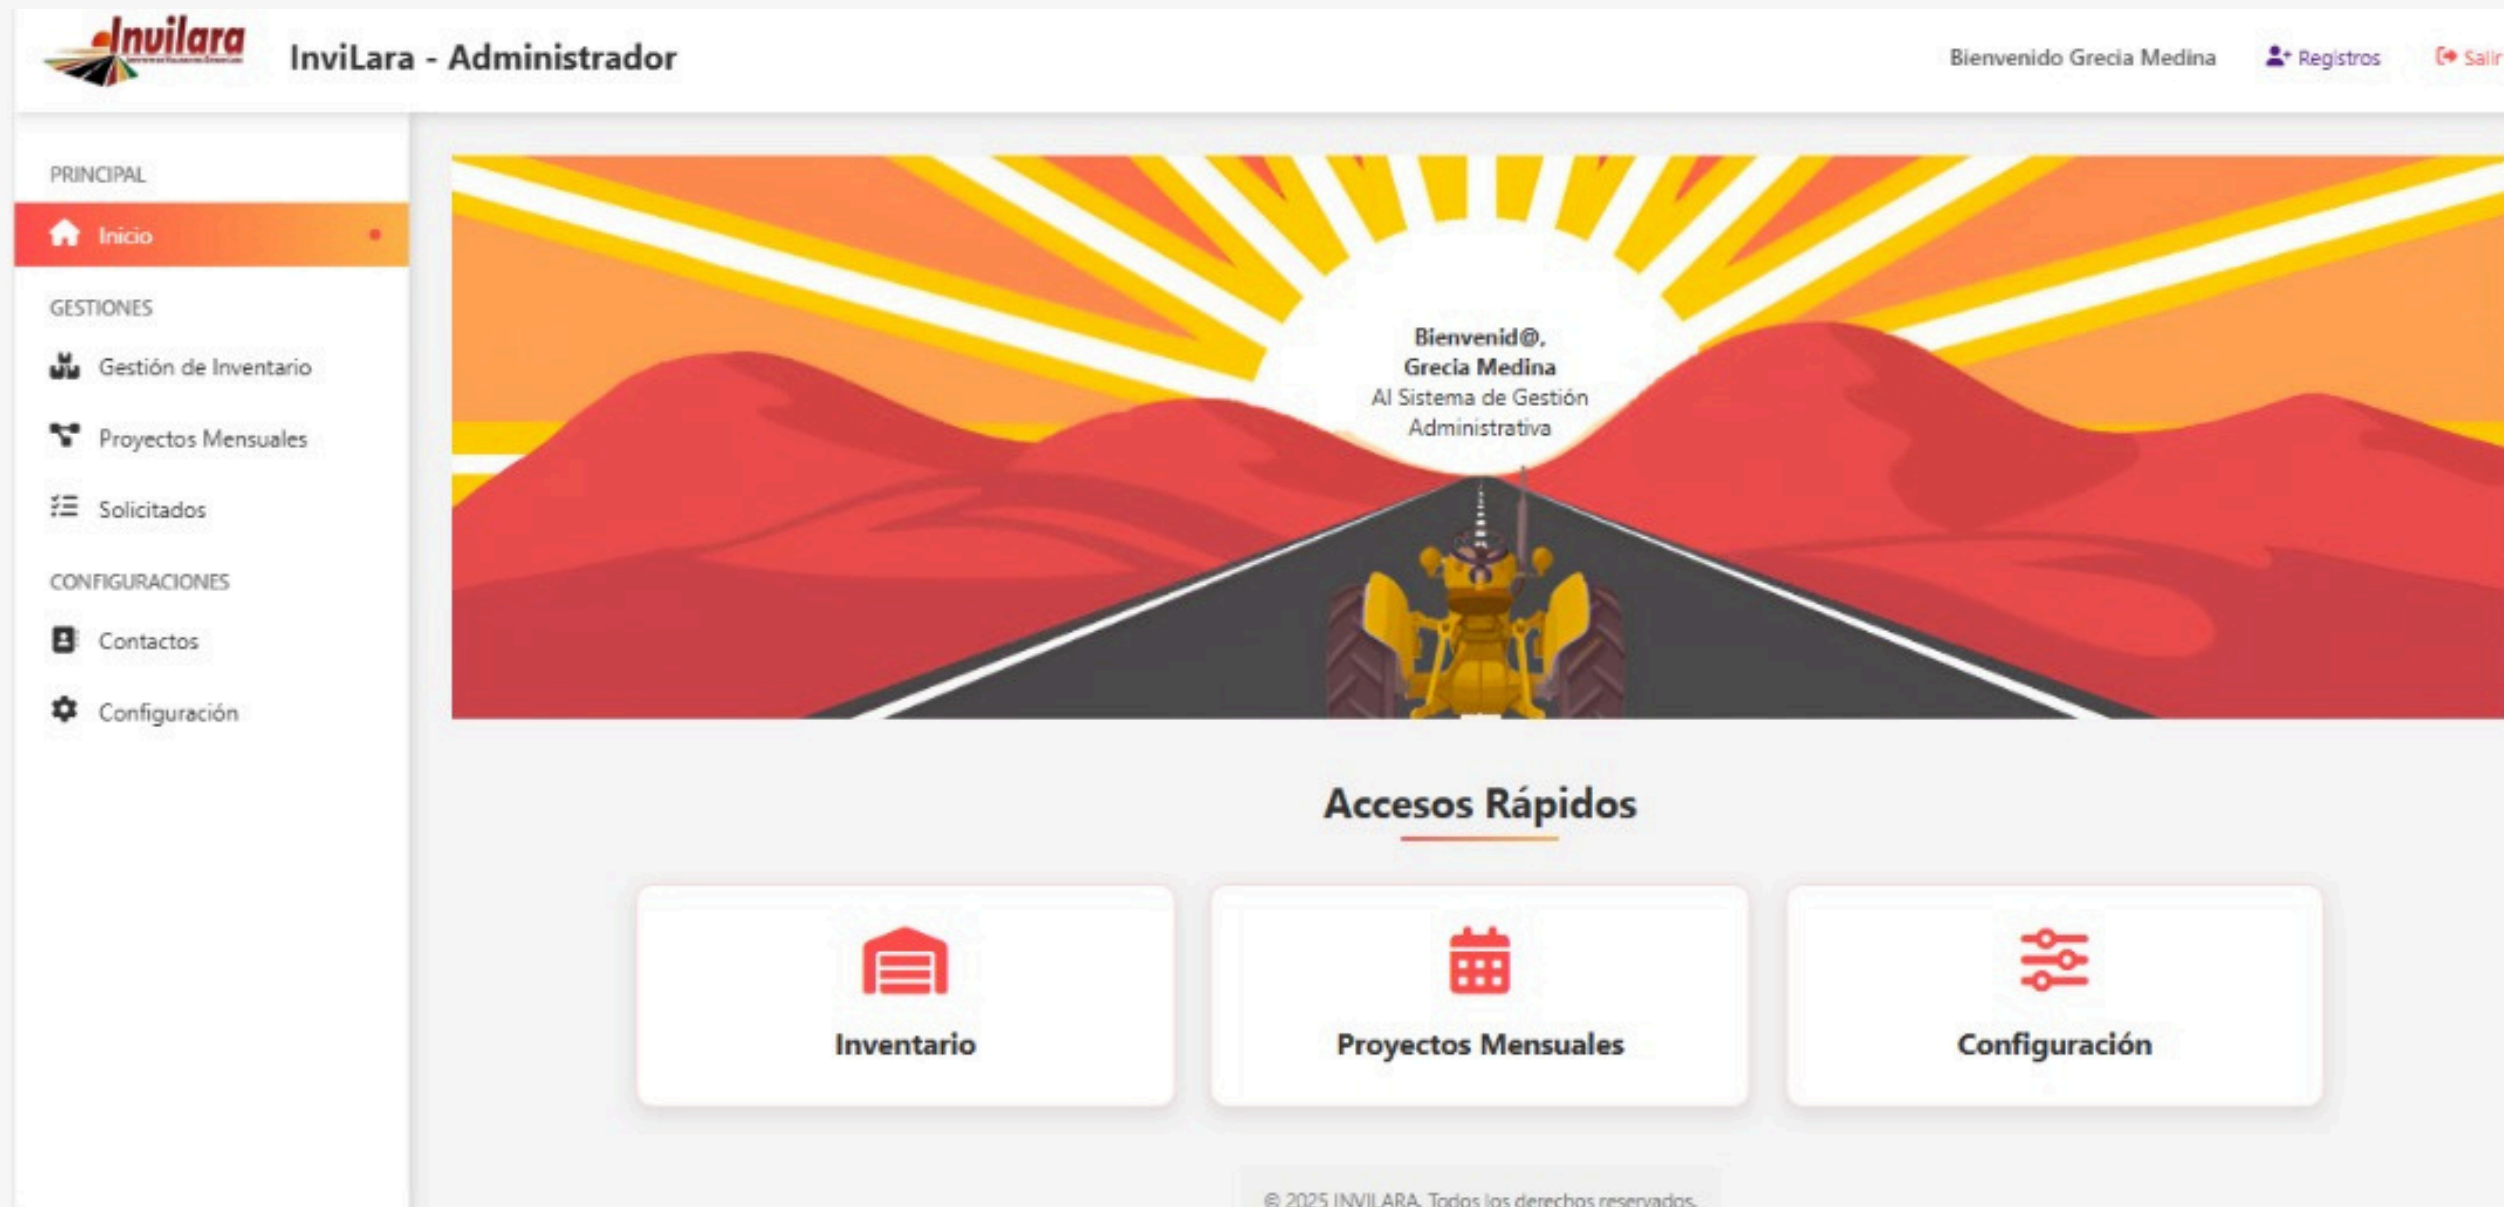 Invilara
InviLara - Administrador
Bienvenido Grecia Medina
Registros
Salir
PRINCIPAL
Inicio
GESTIONES
Gestión de Inventario
Proyectos Mensuales
Solicitados
CONFIGURACIONES
Contactos
Configuración
Bienvenid@,
Grecia Medina
Al Sistema de Gestión
Administrativa
Accesos Rápidos
Inventario
Proyectos Mensuales
Configuración
© 2025 INVILARA. Todos los derechos reservados.